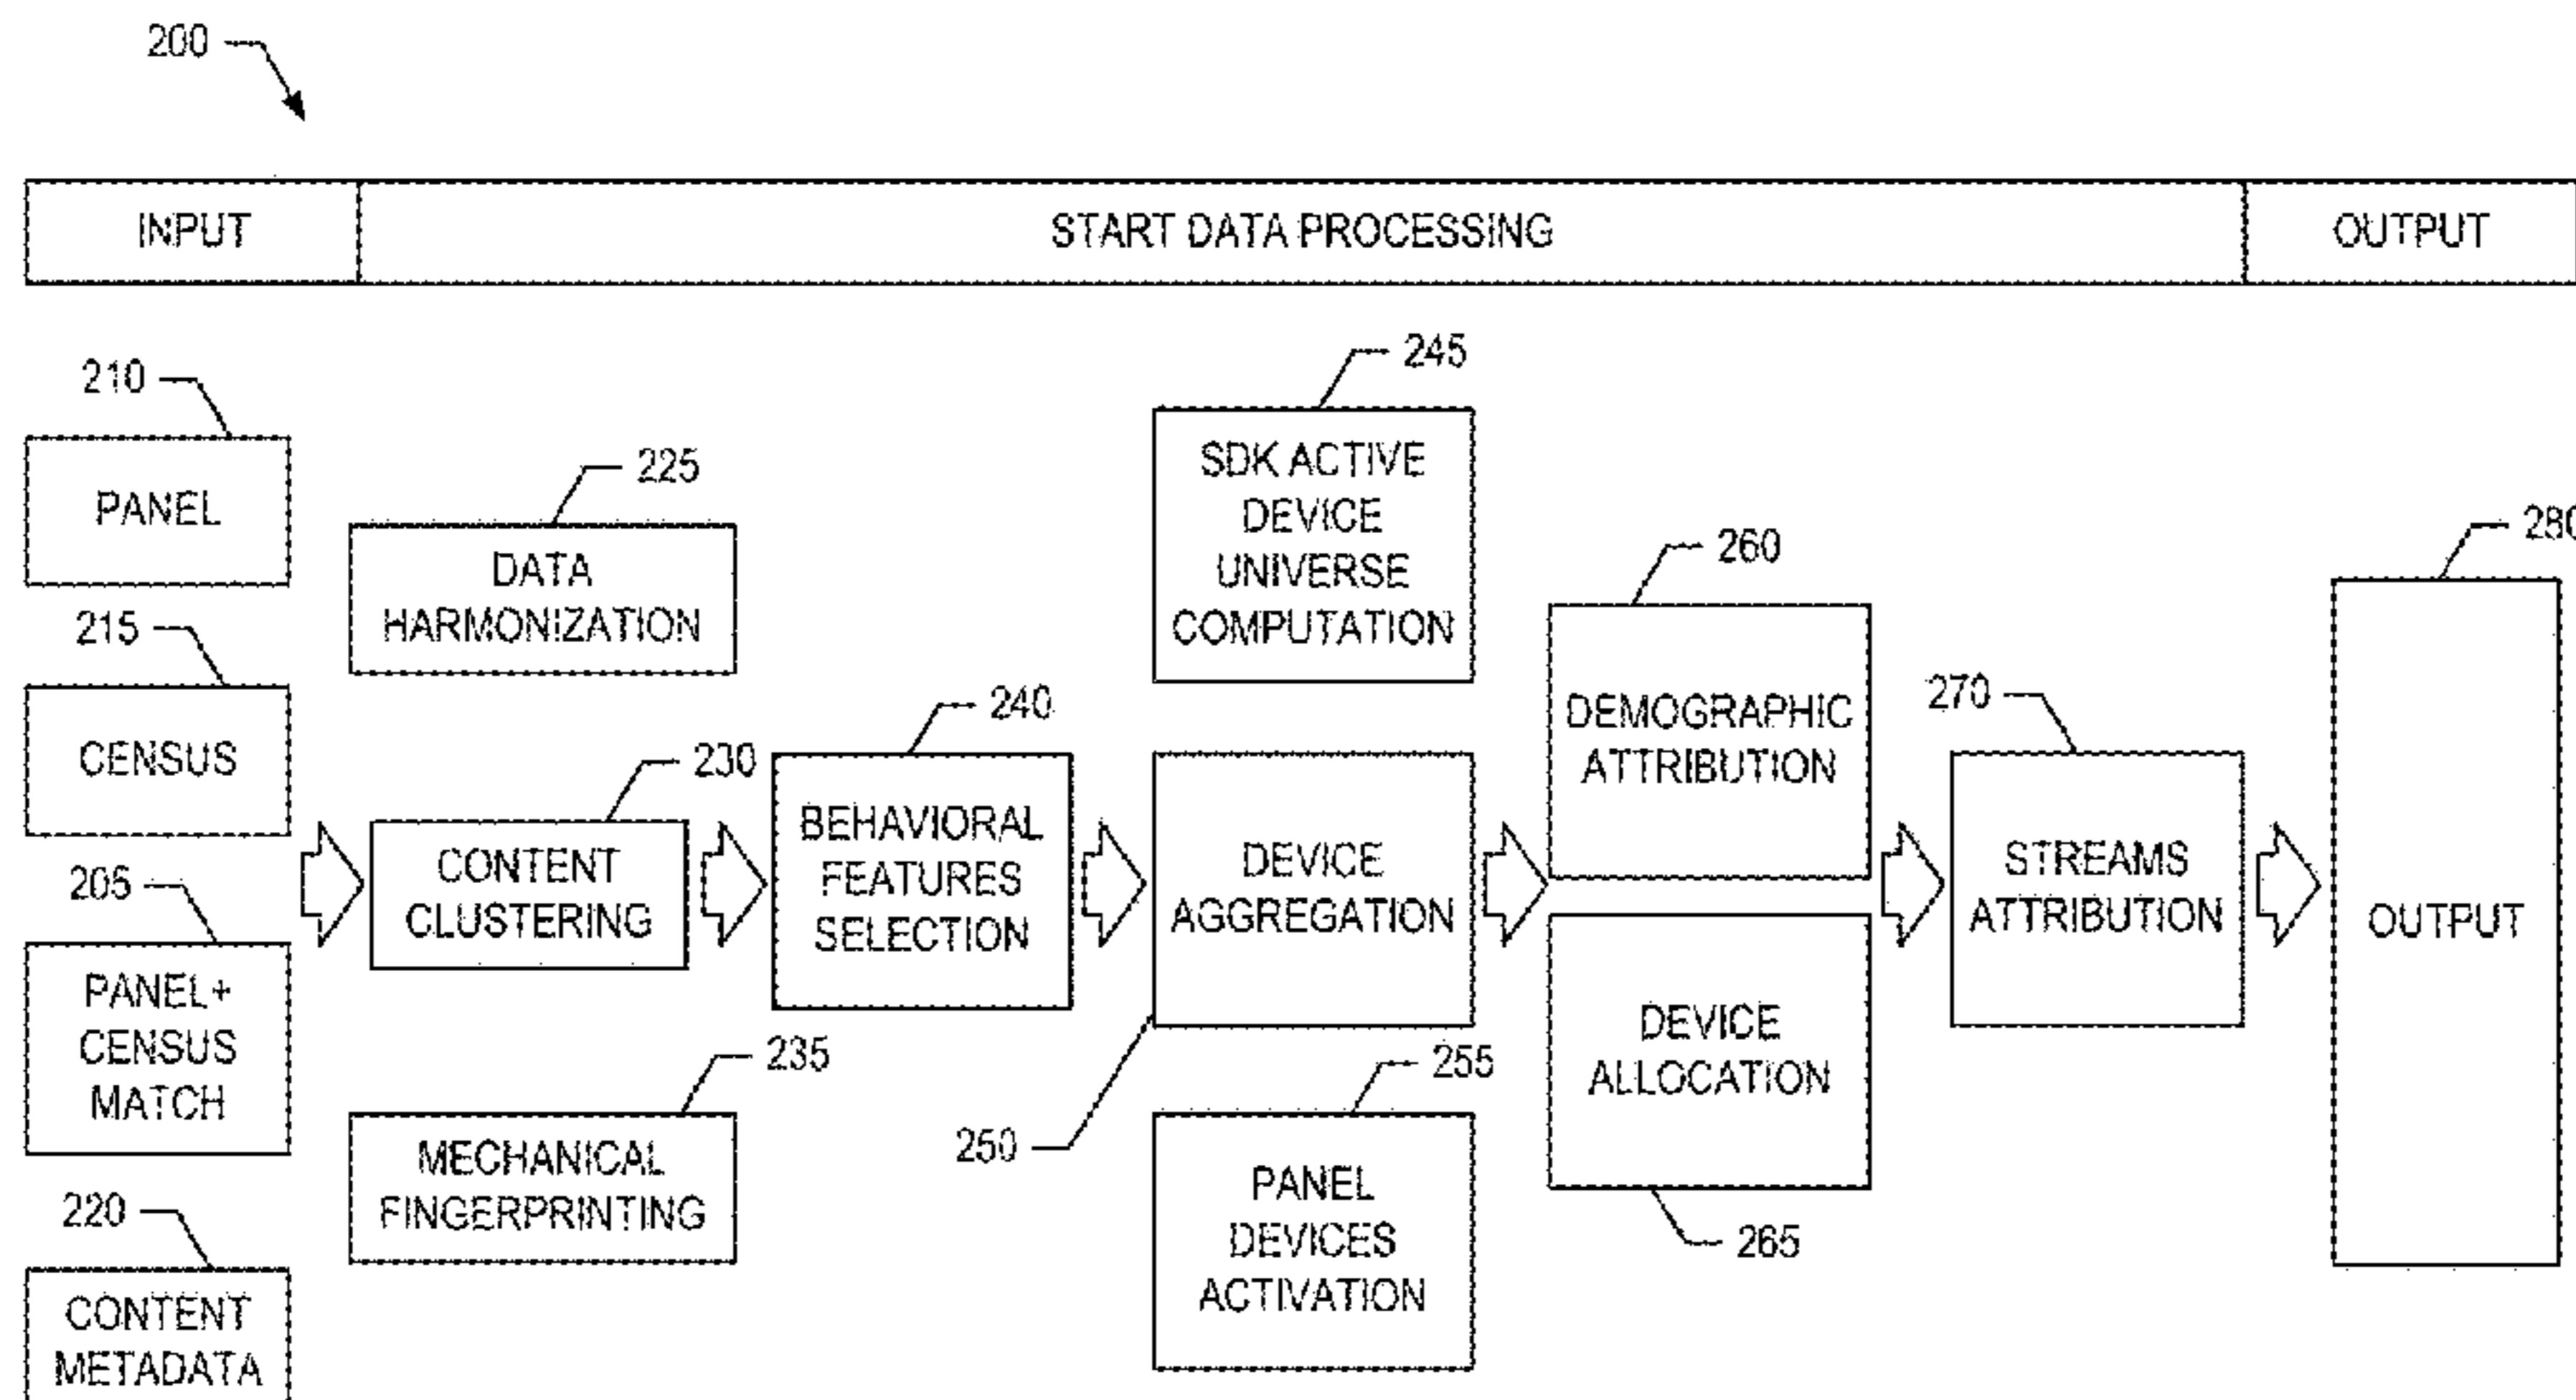 200
INPUT
START DATA PROCESSING
OUTPUT
210
PANEL
215
CENSUS
205
PANEL+
CENSUS
MATCH
220
CONTENT
METADATA
225
DATA
HARMONIZATION
230
CONTENT
CLUSTERING
235
MECHANICAL
FINGERPRINTING
240
BEHAVIORAL
FEATURES
SELECTION
245
SDK ACTIVE
DEVICE
UNIVERSE
COMPUTATION
DEVICE
AGGREGATION
250
255
PANEL
DEVICES
ACTIVATION
260
DEMOGRAPHIC
ATTRIBUTION
DEVICE
ALLOCATION
265
270
STREAMS
ATTRIBUTION
280
OUTPUT